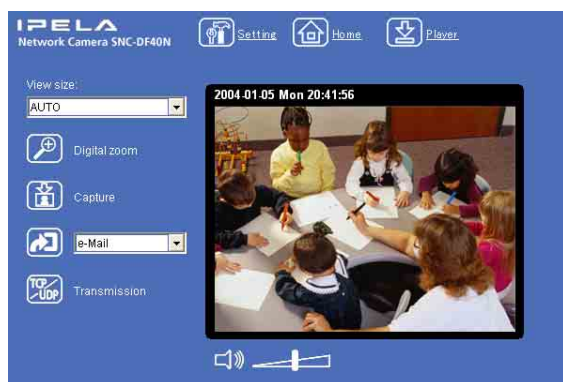 IPELA
Network Camera SNC-DF40N
Setting
Home
Player
View size:
AUTO
2004-01-05 Mon 20:41:56
Digital zoom
Capture
e-Mail
TCP
/UDP
Transmission